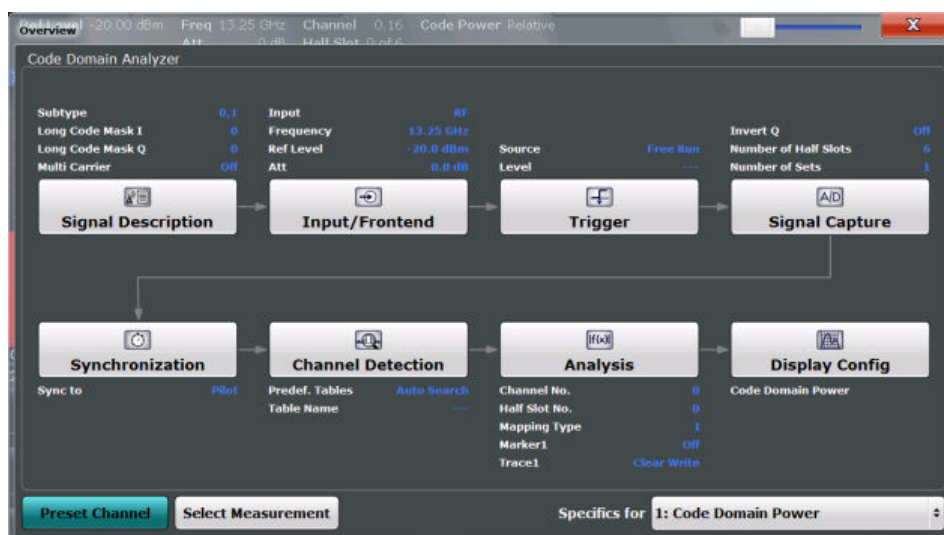 Overview
-20.00 dBm Freq 13.25 GHz Channel 0.16 Code Power Relative
Att 0 dB Half Slot 0 of 6
X
Code Domain Analyzer
Subtype 0,1
Long Code Mask I 0
Long Code Mask Q 0
Multi Carrier Off
Input RF
Frequency 13.25 GHz
Ref Level -20.0 dBm
Att 0.0 dB
Source Free Run
Level ---
Invert Q Off
Number of Half Slots 6
Number of Sets 1
Signal Description
Input/Frontend
Trigger
A/D
Signal Capture
Synchronization
Channel Detection
If(x)
Analysis
Display Config
Sync to Pilot
Predef. Tables Auto Search
Table Name ---
Channel No. 0
Half Slot No. 0
Mapping Type 1
Marker1 Off
Trace1 Clear Write
Code Domain Power
Preset Channel
Select Measurement
Specifics for 1: Code Domain Power